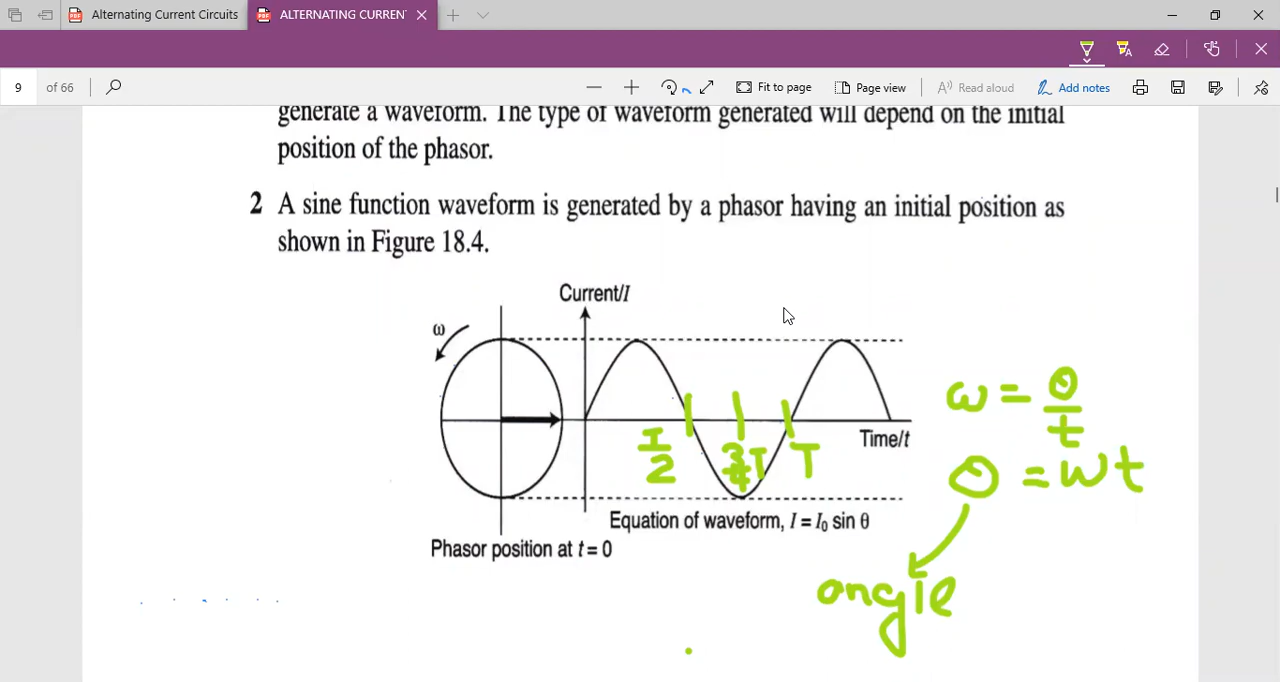 Alternating Current Circuits
ALTERNATING CURREN
9 of 66
Fit to page
Page view
Read aloud
Add notes
generate a waveform. The type of waveform generated will depend on the initial
position of the phasor.
2 A sine function waveform is generated by a phasor having an initial position as
shown in Figure 18.4.
Current/I
ω
Time/t
T/2
3/4 T
T
Equation of waveform, I = I₀ sin θ
Phasor position at t = 0
ω = θ/t
θ = ωt
angle